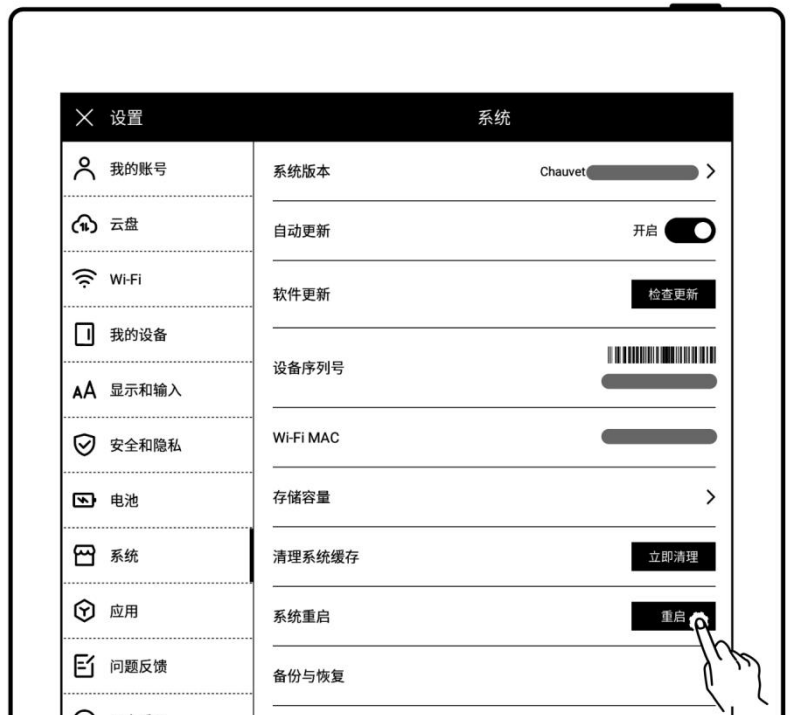 设置
系统
我的账号
云盘
Wi-Fi
我的设备
显示和输入
安全和隐私
电池
系统
应用
问题反馈
系统版本 Chauvet
自动更新 开启
软件更新 检查更新
设备序列号
Wi-Fi MAC
存储容量
清理系统缓存 立即清理
系统重启 重启
备份与恢复